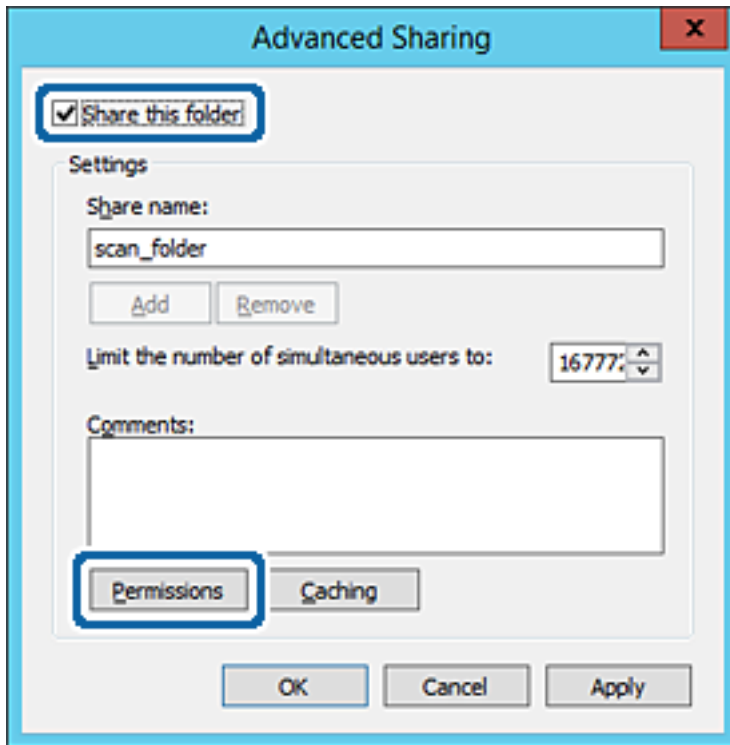 Advanced Sharing
Share this folder
Settings
Share name:
scan_folder
Add Remove
Limit the number of simultaneous users to:
Comments:
Permissions Caching
OK Cancel Apply